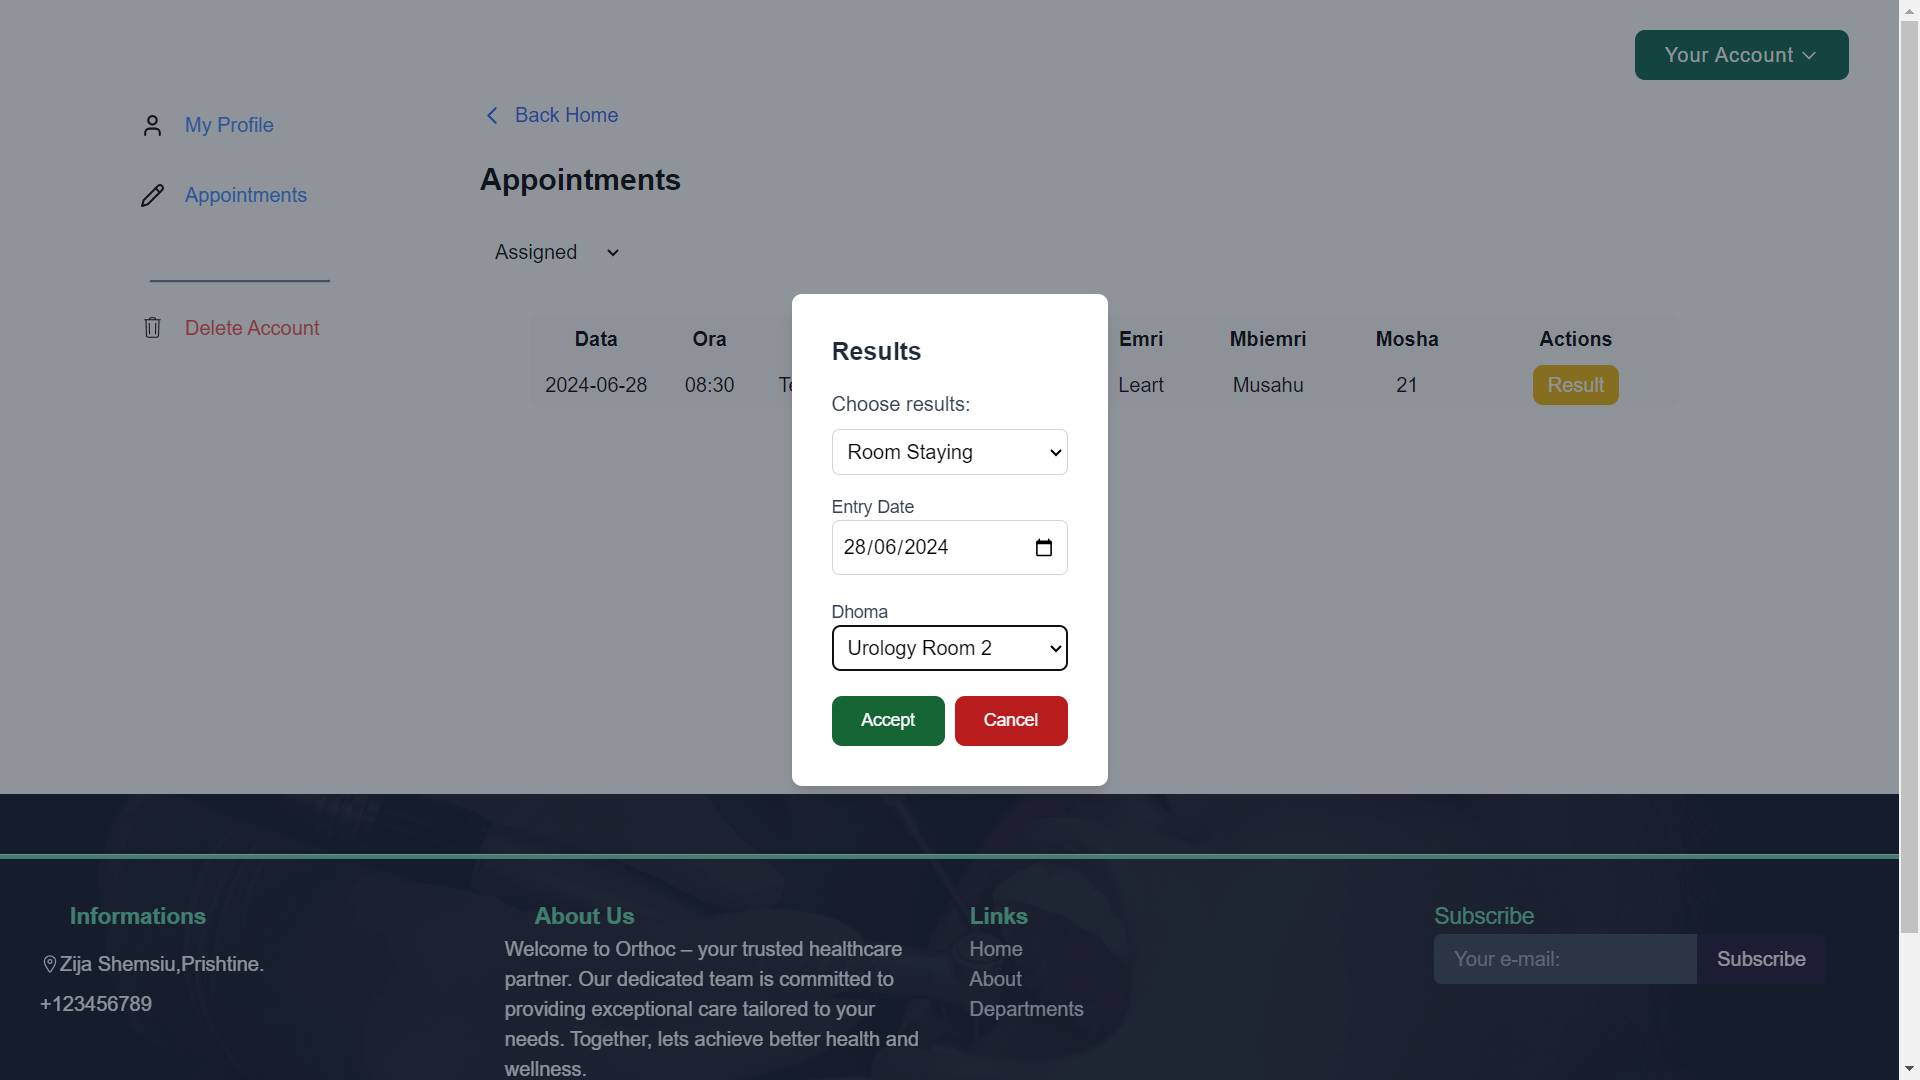 Your Account
My Profile
Appointments
Delete Account
Back Home
Appointments
Assigned
Data Ora Emri Mbiemri Mosha Actions
2024-06-28 08:30 Leart Musahu 21 Result
Results
Choose results:
Room Staying
Entry Date
28/06/2024
Dhoma
Urology Room 2
Accept Cancel
Informations
Zija Shemsiu,Prishtine.
+123456789
About Us
Welcome to Orthoc – your trusted healthcare
partner. Our dedicated team is committed to
providing exceptional care tailored to your
needs. Together, lets achieve better health and
wellness.
Links
Home
About
Departments
Subscribe
Your e-mail: Subscribe